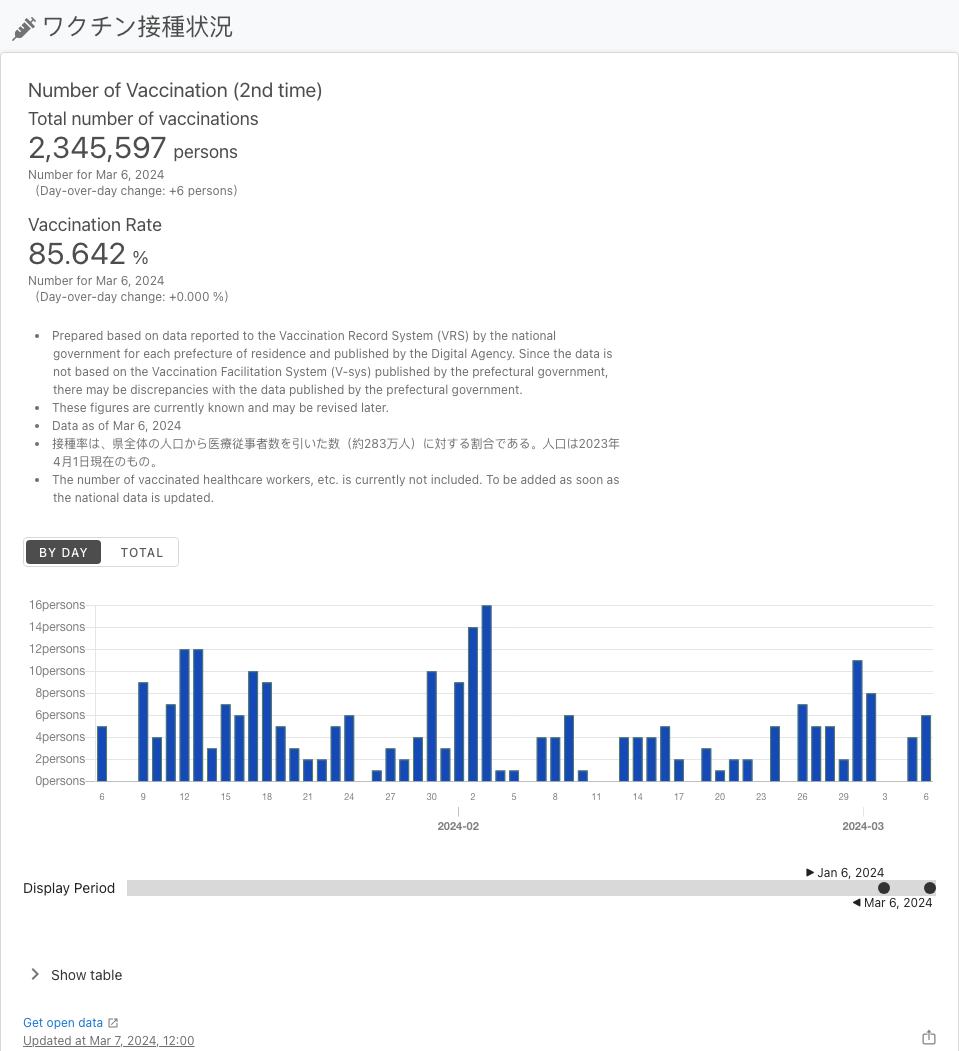 ワクチン接種状況
Number of Vaccination (2nd time)
Total number of vaccinations
2,345,597 persons
Number for Mar 6, 2024
(Day-over-day change: +6 persons)
Vaccination Rate
85.642 %
Number for Mar 6, 2024
(Day-over-day change: +0.000 %)
• Prepared based on data reported to the Vaccination Record System (VRS) by the national
government for each prefecture of residence and published by the Digital Agency. Since the data is
not based on the Vaccination Facilitation System (V-sys) published by the prefectural government,
there may be discrepancies with the data published by the prefectural government.
• These figures are currently known and may be revised later.
• Data as of Mar 6, 2024
• 接種率は、県全体の人口から医療従事者数を引いた数（約283万人）に対する割合である。人口は2023年
4月1日現在のもの。
• The number of vaccinated healthcare workers, etc. is currently not included. To be added as soon as
the national data is updated.
BY DAY TOTAL
16persons
14persons
12persons
10persons
8persons
6persons
4persons
2persons
0persons
6 9 12 15 18 21 24 27 30 2 5 8 11 14 17 20 23 26 29 3 6
2024-02 2024-03
Jan 6, 2024
Display Period
Mar 6, 2024
Show table
Get open data
Updated at Mar 7, 2024, 12:00